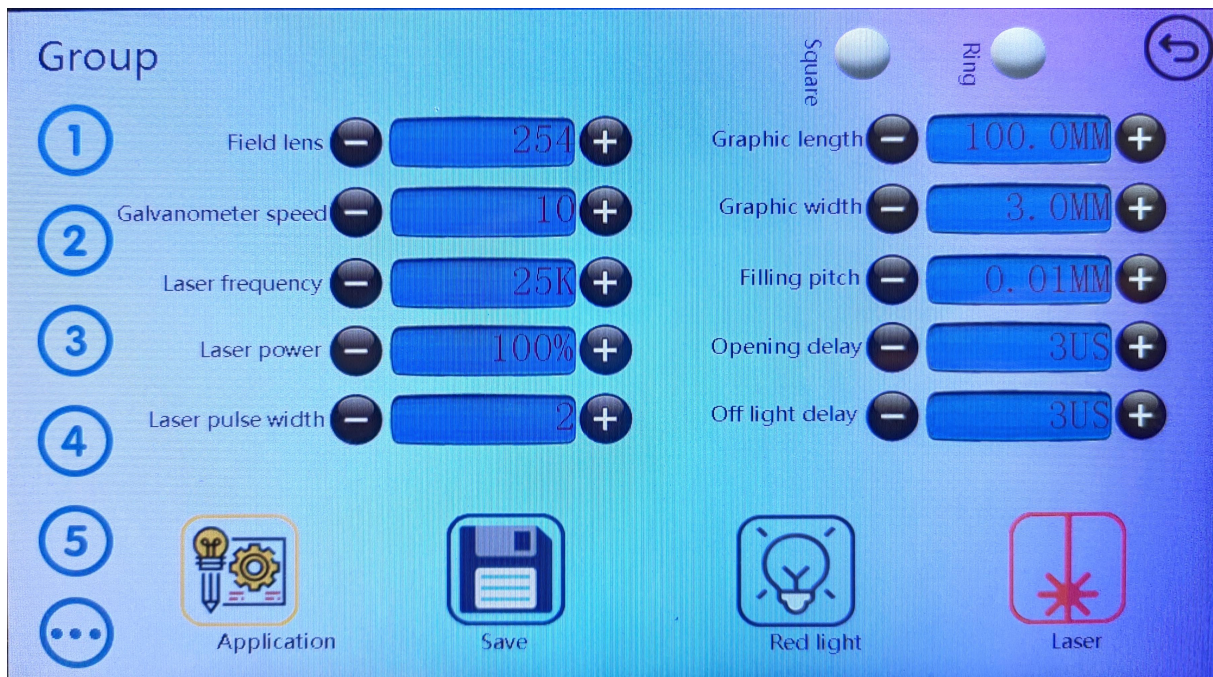 Group
Square
Ring
1
2
3
4
5
Field lens 254
Galvanometer speed 10
Laser frequency 25K
Laser power 100%
Laser pulse width 2
Graphic length 100.0MM
Graphic width 3.0MM
Filling pitch 0.01MM
Opening delay 3US
Off light delay 3US
Application
Save
Red light
Laser